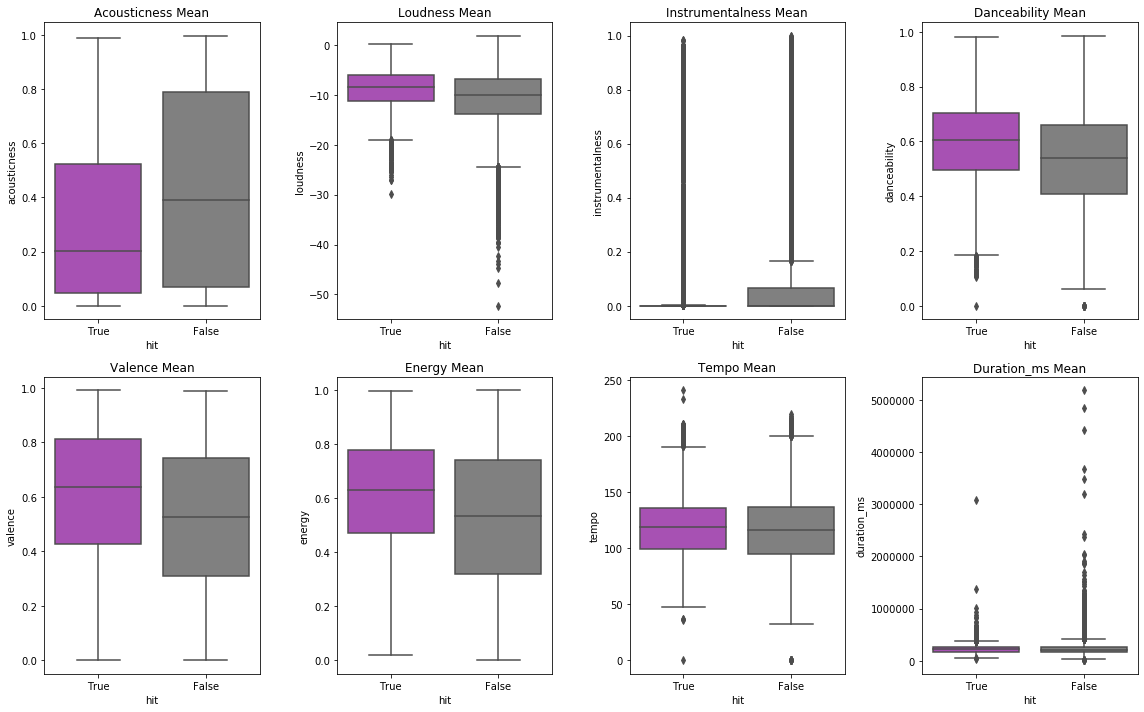 Acousticness Mean
acousticness
1.0
0.8
0.6
0.4
0.2
0.0
True False
hit
Loudness Mean
loudness
0
−10
−20
−30
−40
−50
True False
hit
Instrumentalness Mean
instrumentalness
1.0
0.8
0.6
0.4
0.2
0.0
True False
hit
Danceability Mean
danceability
1.0
0.8
0.6
0.4
0.2
0.0
True False
hit
Valence Mean
valence
1.0
0.8
0.6
0.4
0.2
0.0
True False
hit
Energy Mean
energy
1.0
0.8
0.6
0.4
0.2
0.0
True False
hit
Tempo Mean
tempo
250
200
150
100
50
0
True False
hit
Duration_ms Mean
duration_ms
5000000
4000000
3000000
2000000
1000000
0
True False
hit